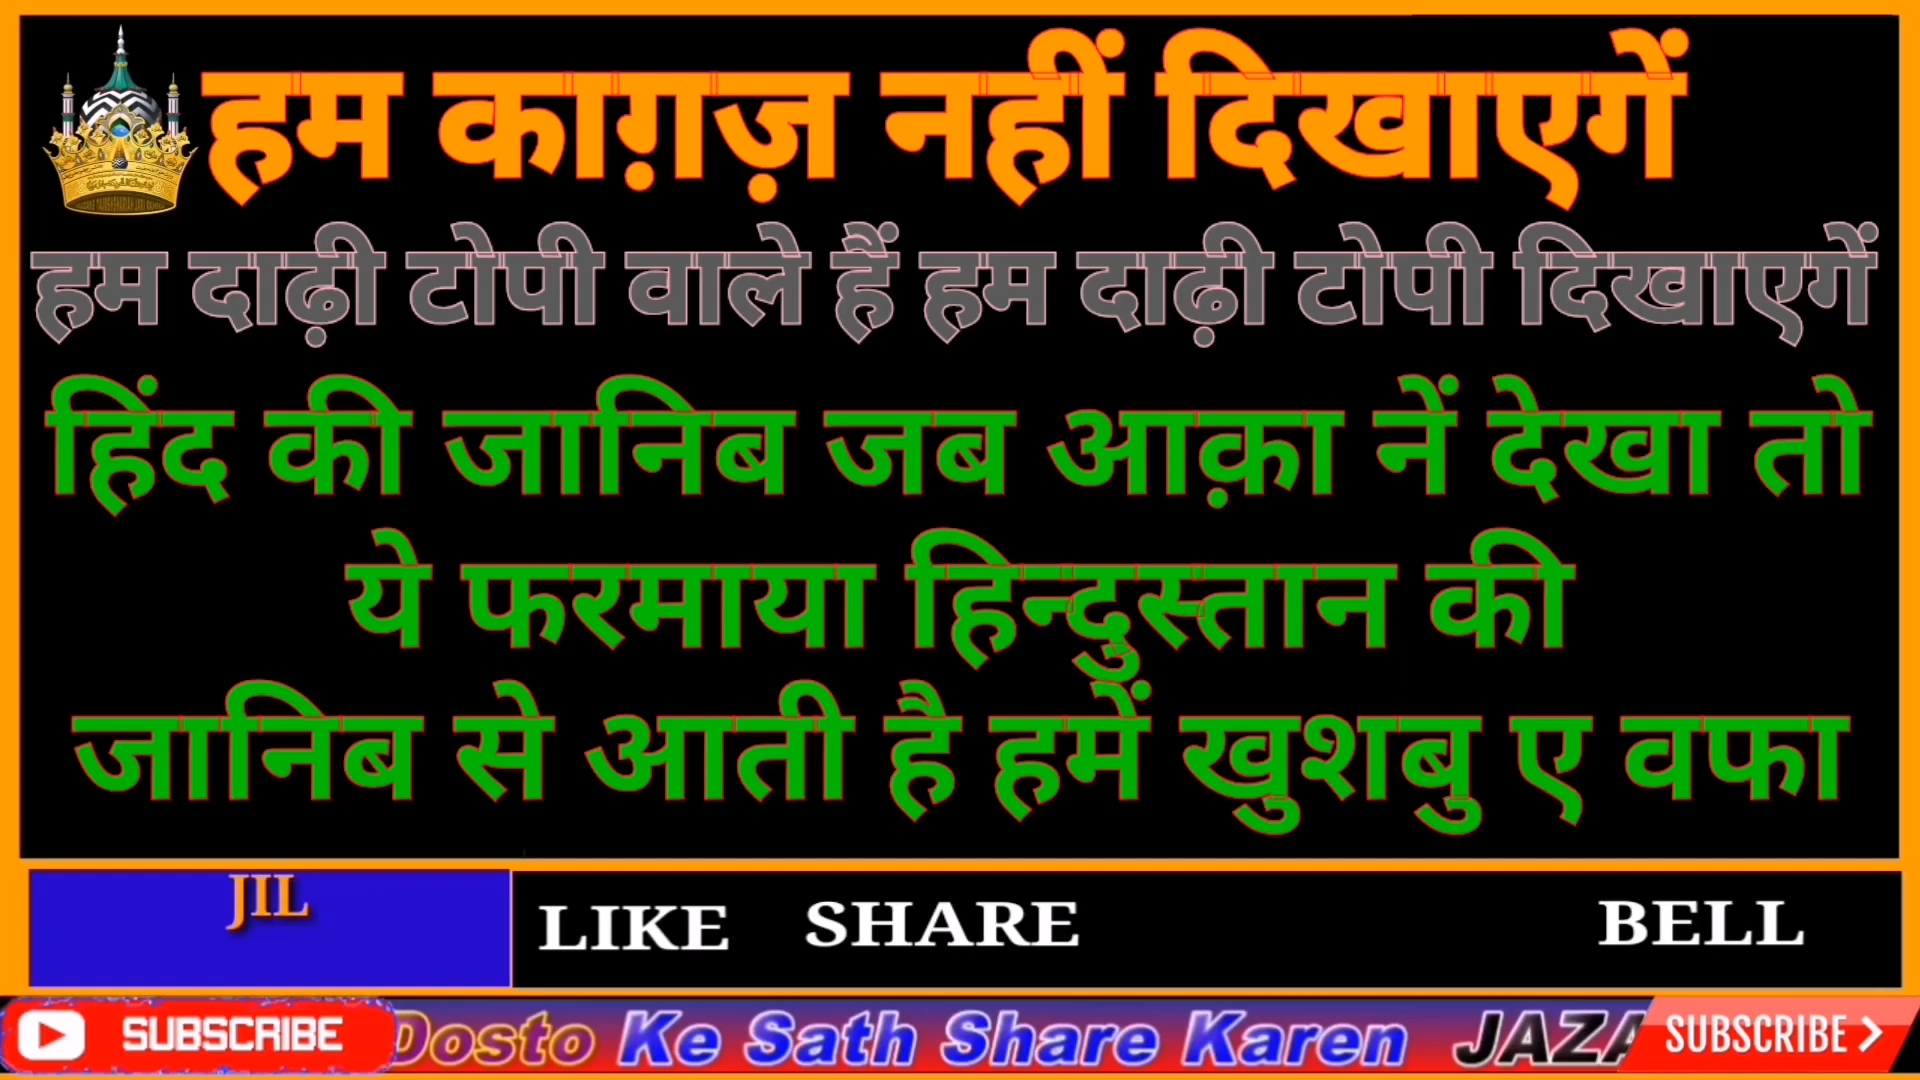 हम काग़ज़ नहीं दिखाएगें
हम दाढ़ी टोपी वाले हैं हम दाढ़ी टोपी दिखाएगें
हिंद की जानिब जब आक़ा नें देखा तो
ये फरमाया हिन्दुस्तान की
जानिब से आती है हमें खुशबु ए वफा
JIL
LIKE SHARE BELL
SUBSCRIBE Dosto Ke Sath Share Karen JAZA SUBSCRIBE